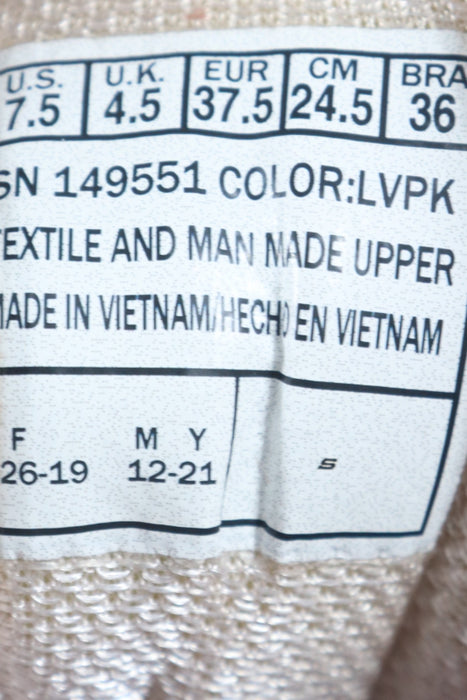 U.S. U.K. EUR CM BRA
7.5 4.5 37.5 24.5 36
SN 149551 COLOR:LVPK
TEXTILE AND MAN MADE UPPER
MADE IN VIETNAM/HECHO EN VIETNAM
F M Y
26-19 12-21
S